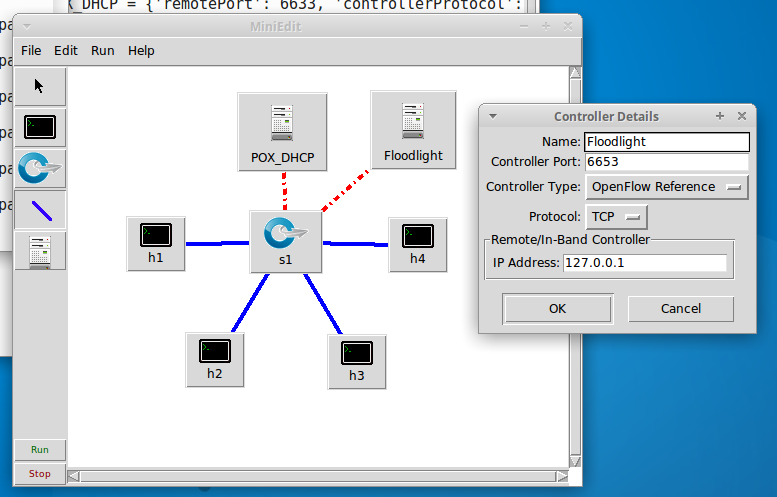 _DHCP = {'remotePort': 6633, 'controllerProtocol':
MiniEdit
File Edit Run Help
pa
pa
pa
pa
pa
pa
POX_DHCP
Floodlight
h1
s1
h4
h2
h3
Run
Stop
Controller Details
Name: Floodlight
Controller Port: 6653
Controller Type: OpenFlow Reference
Protocol: TCP
Remote/In-Band Controller
IP Address: 127.0.0.1
OK Cancel